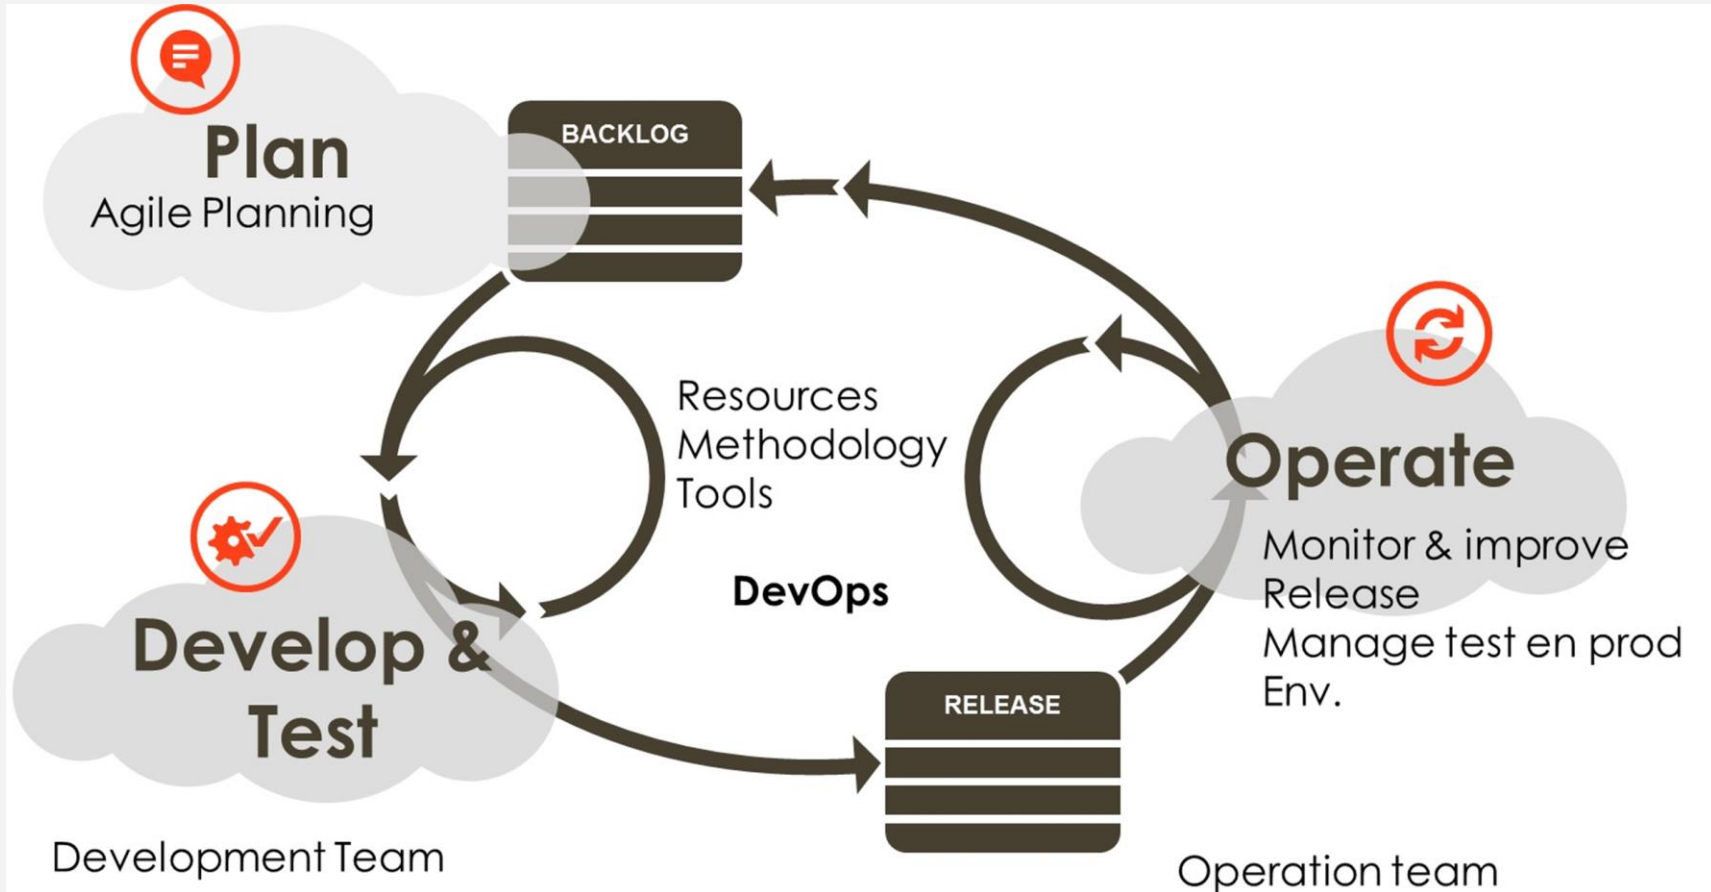 Plan
Agile Planning
BACKLOG
Resources
Methodology
Tools
DevOps
Operate
Monitor & improve
Release
Manage test en prod
Env.
Develop &
Test
RELEASE
Development Team
Operation team